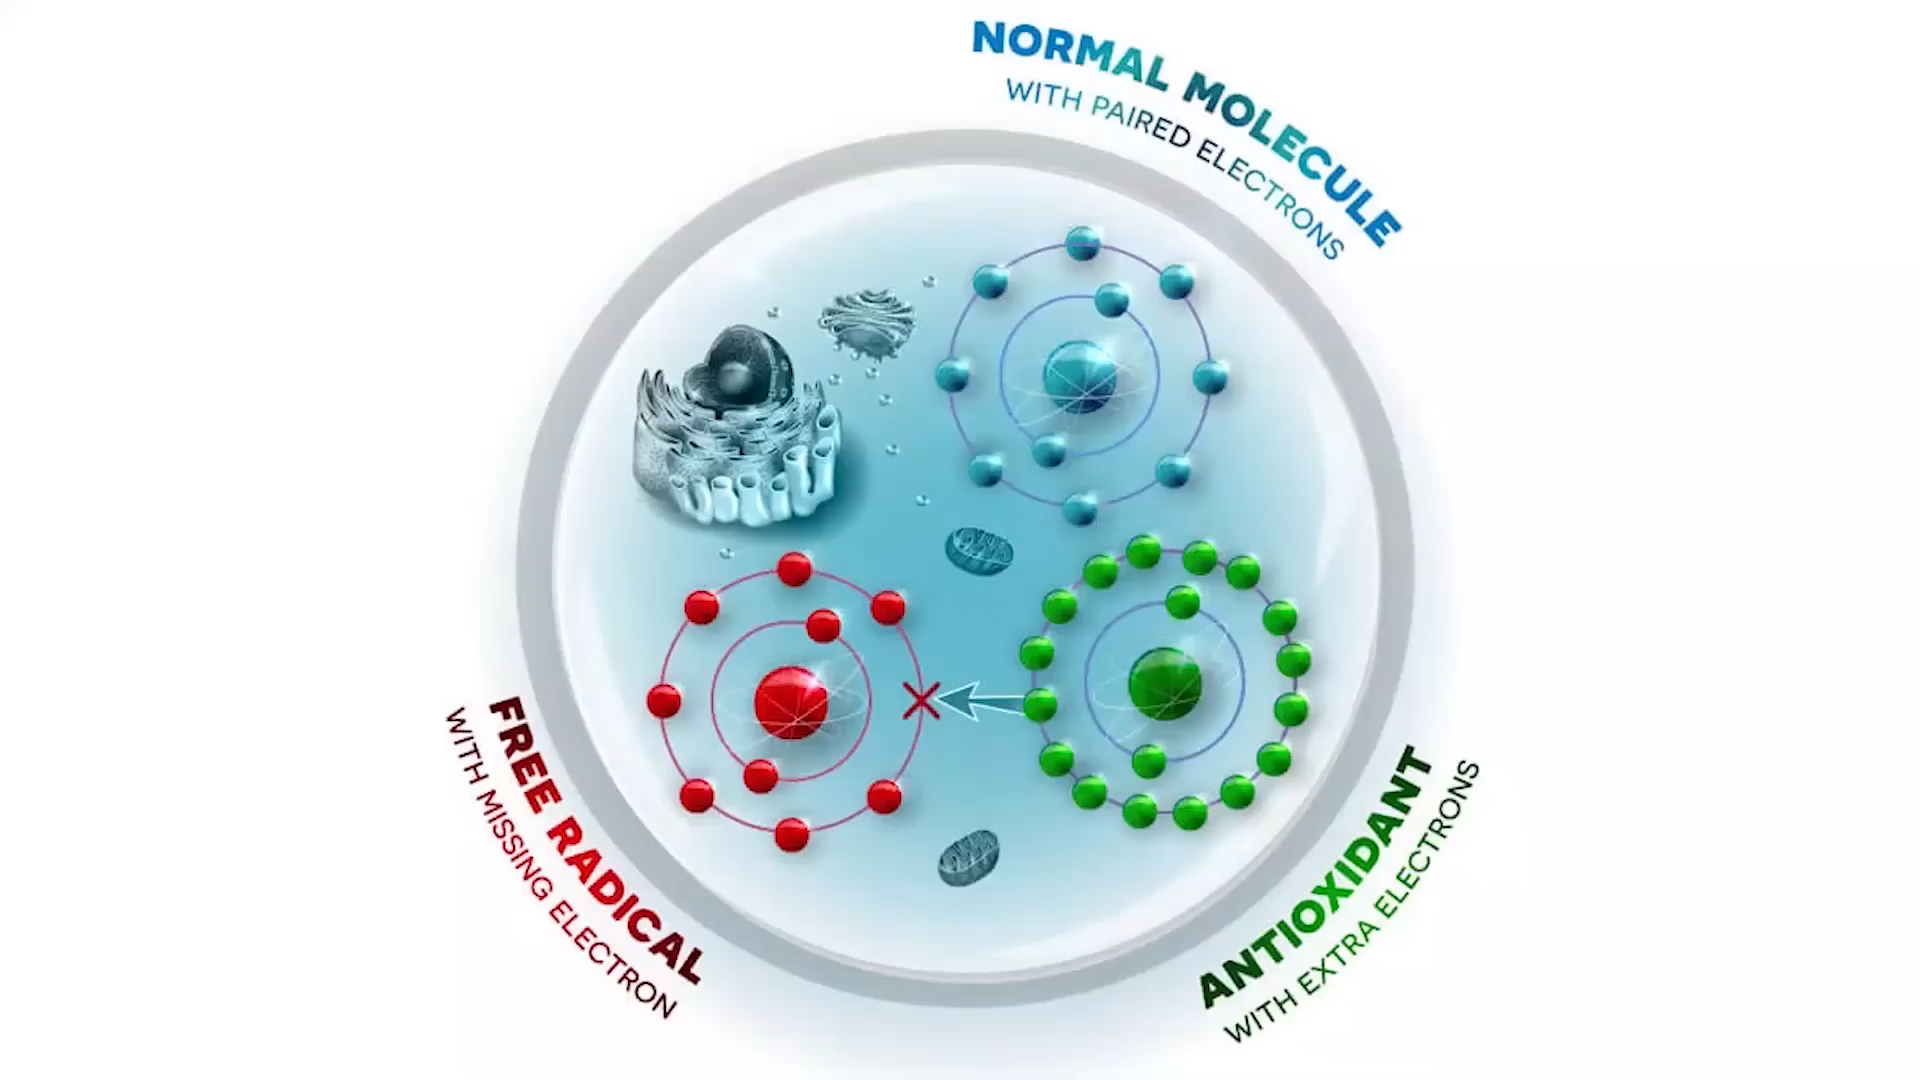 NORMAL MOLECULE
WITH PAIRED ELECTRONS
FREE RADICAL
WITH MISSING ELECTRON
ANTIOXIDANT
WITH EXTRA ELECTRONS